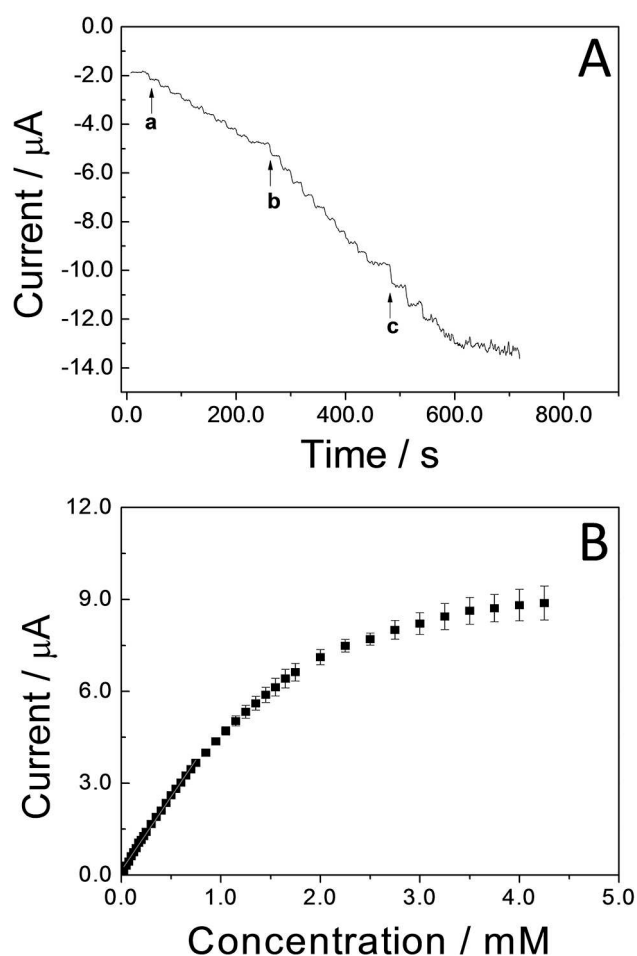 A
0.0
-2.0
-4.0
-6.0
-8.0
-10.0
-12.0
-14.0
Current / μA
a
b
c
0.0 200.0 400.0 600.0 800.0
Time / s
B
12.0
9.0
6.0
3.0
0.0
Current / μA
0.0 1.0 2.0 3.0 4.0 5.0
Concentration / mM